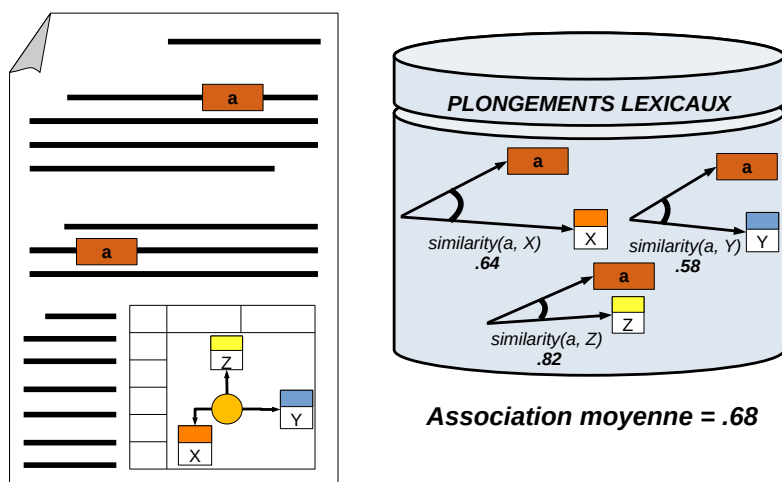 a
a
Z
Y
X
PLONGEMENTS LEXICAUX
a
X
similarity(a, X)
.64
a
Y
similarity(a, Y)
.58
a
Z
similarity(a, Z)
.82
Association moyenne = .68